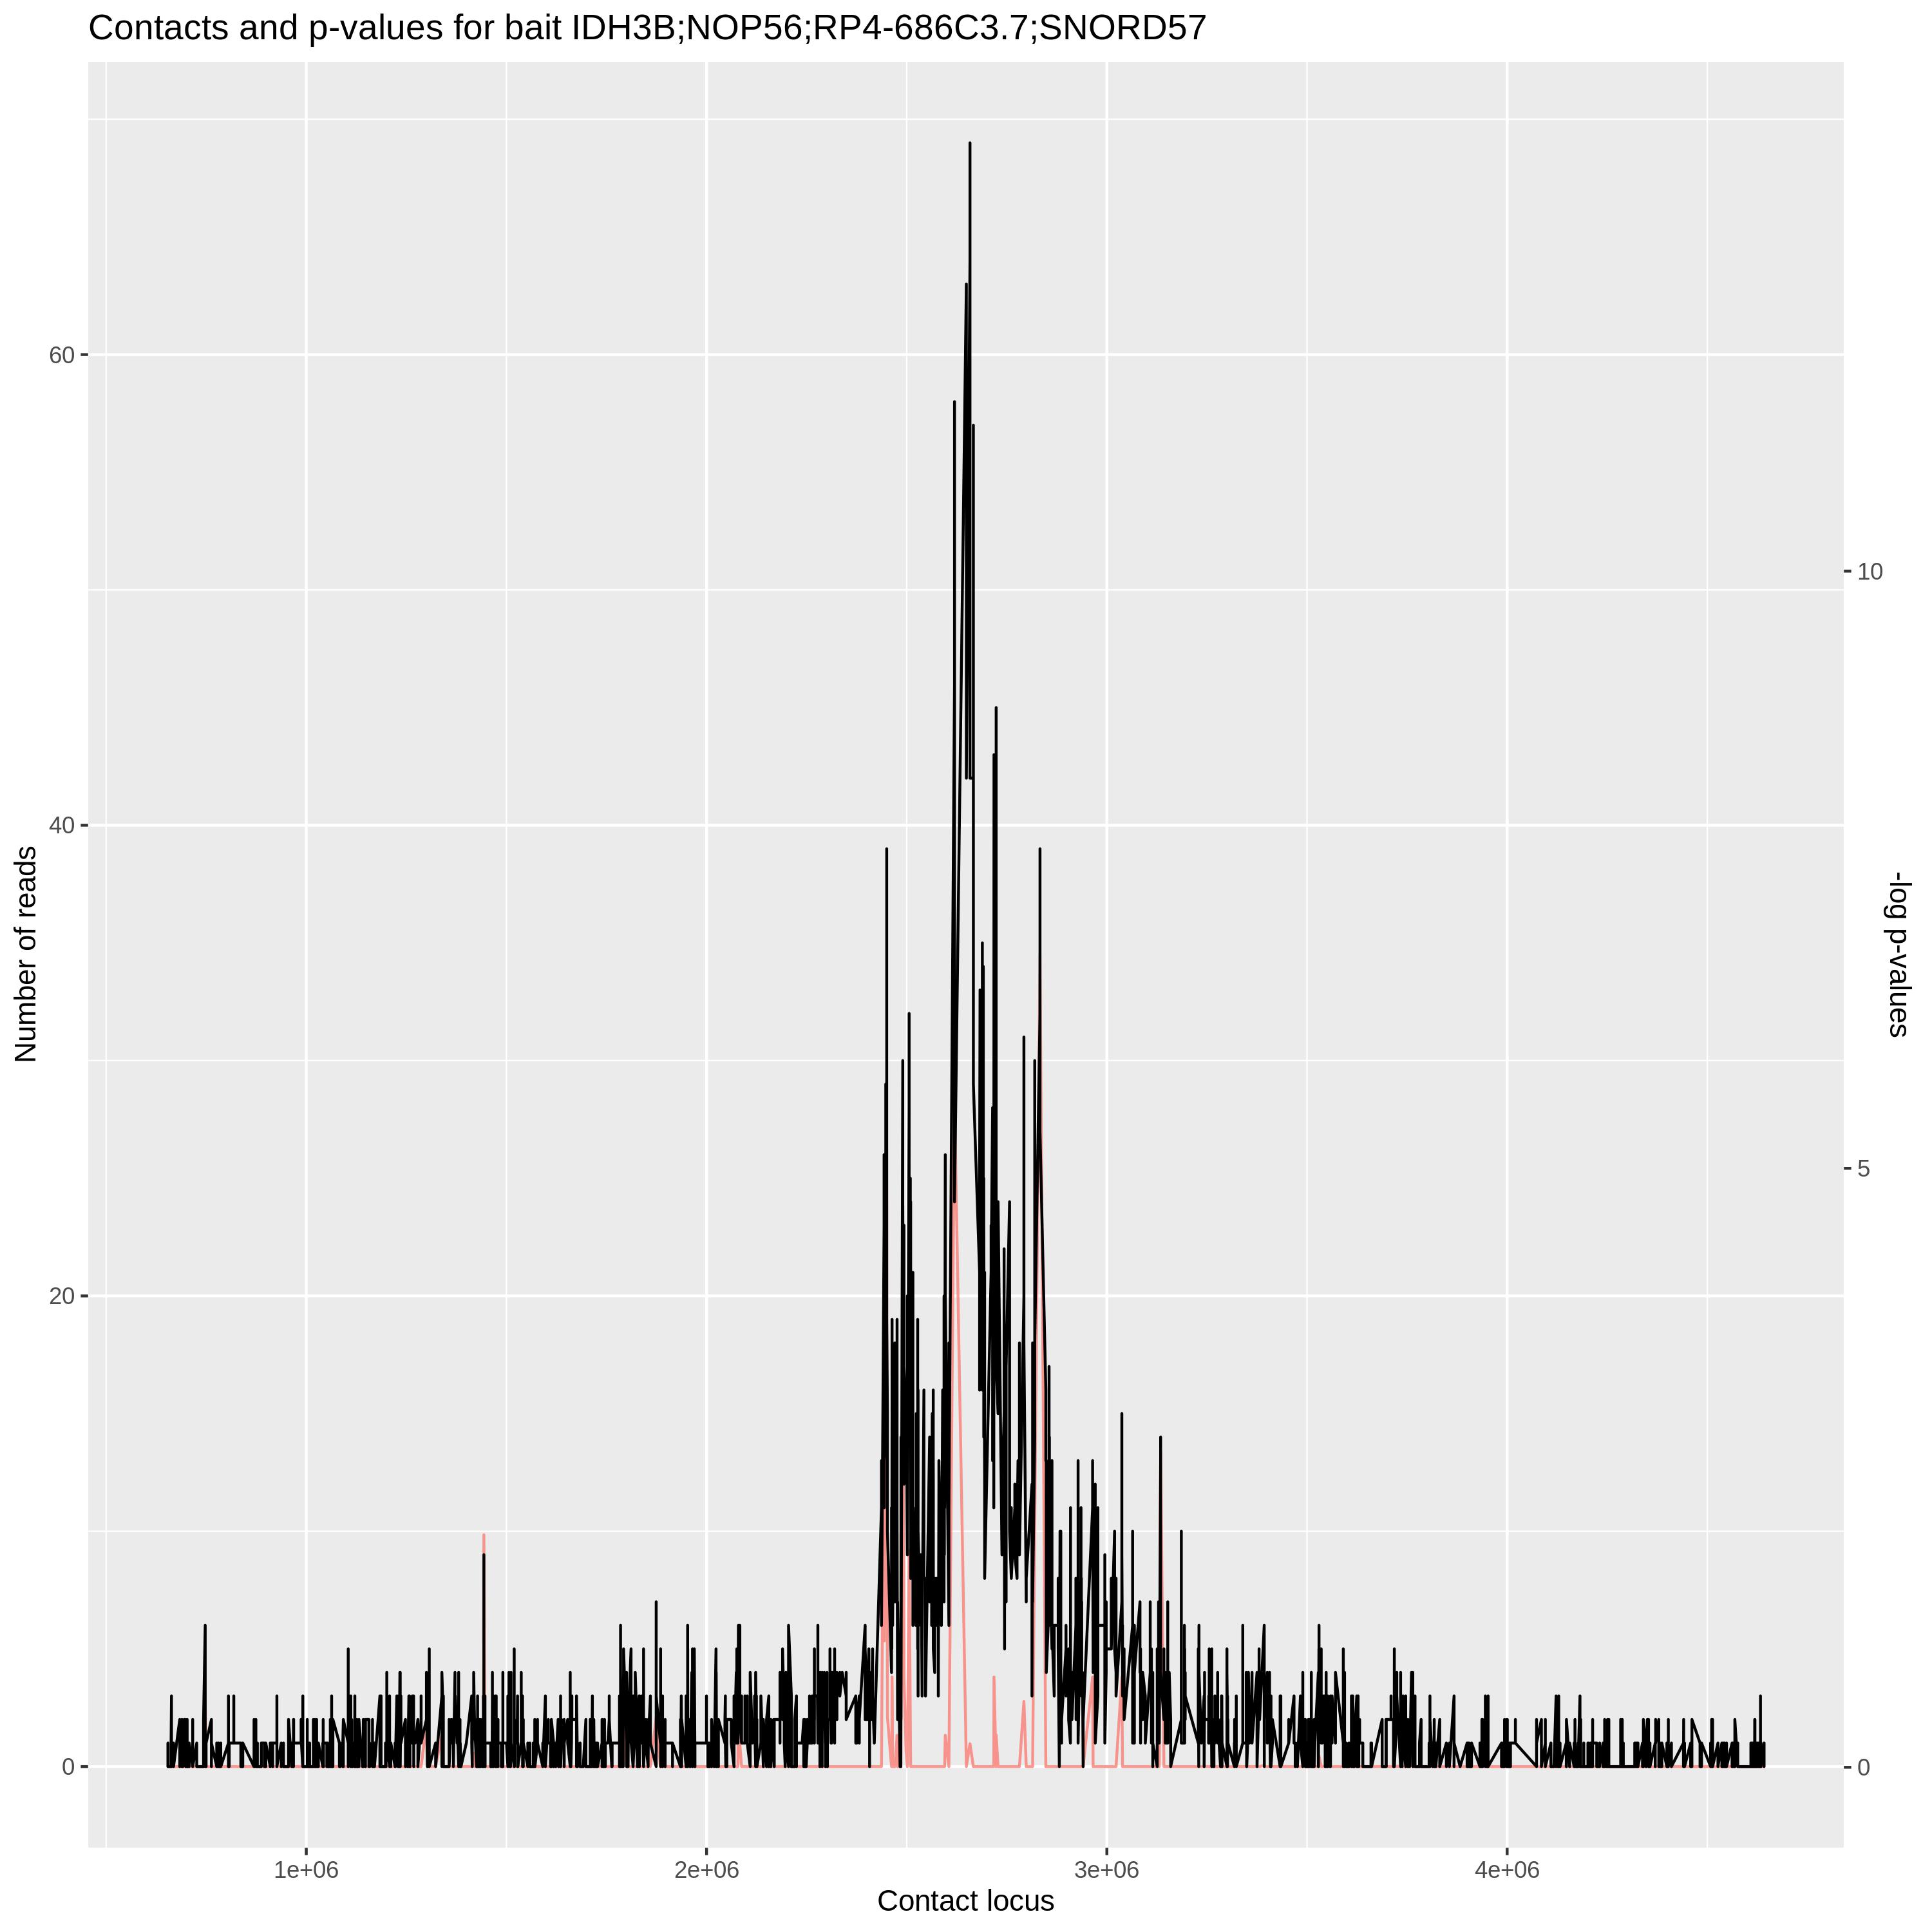 Contacts and p-values for bait IDH3B;NOP56;RP4-686C3.7;SNORD57
60
40
20
0
Number of reads
10
5
0
-log p-values
1e+06
2e+06
3e+06
4e+06
Contact locus